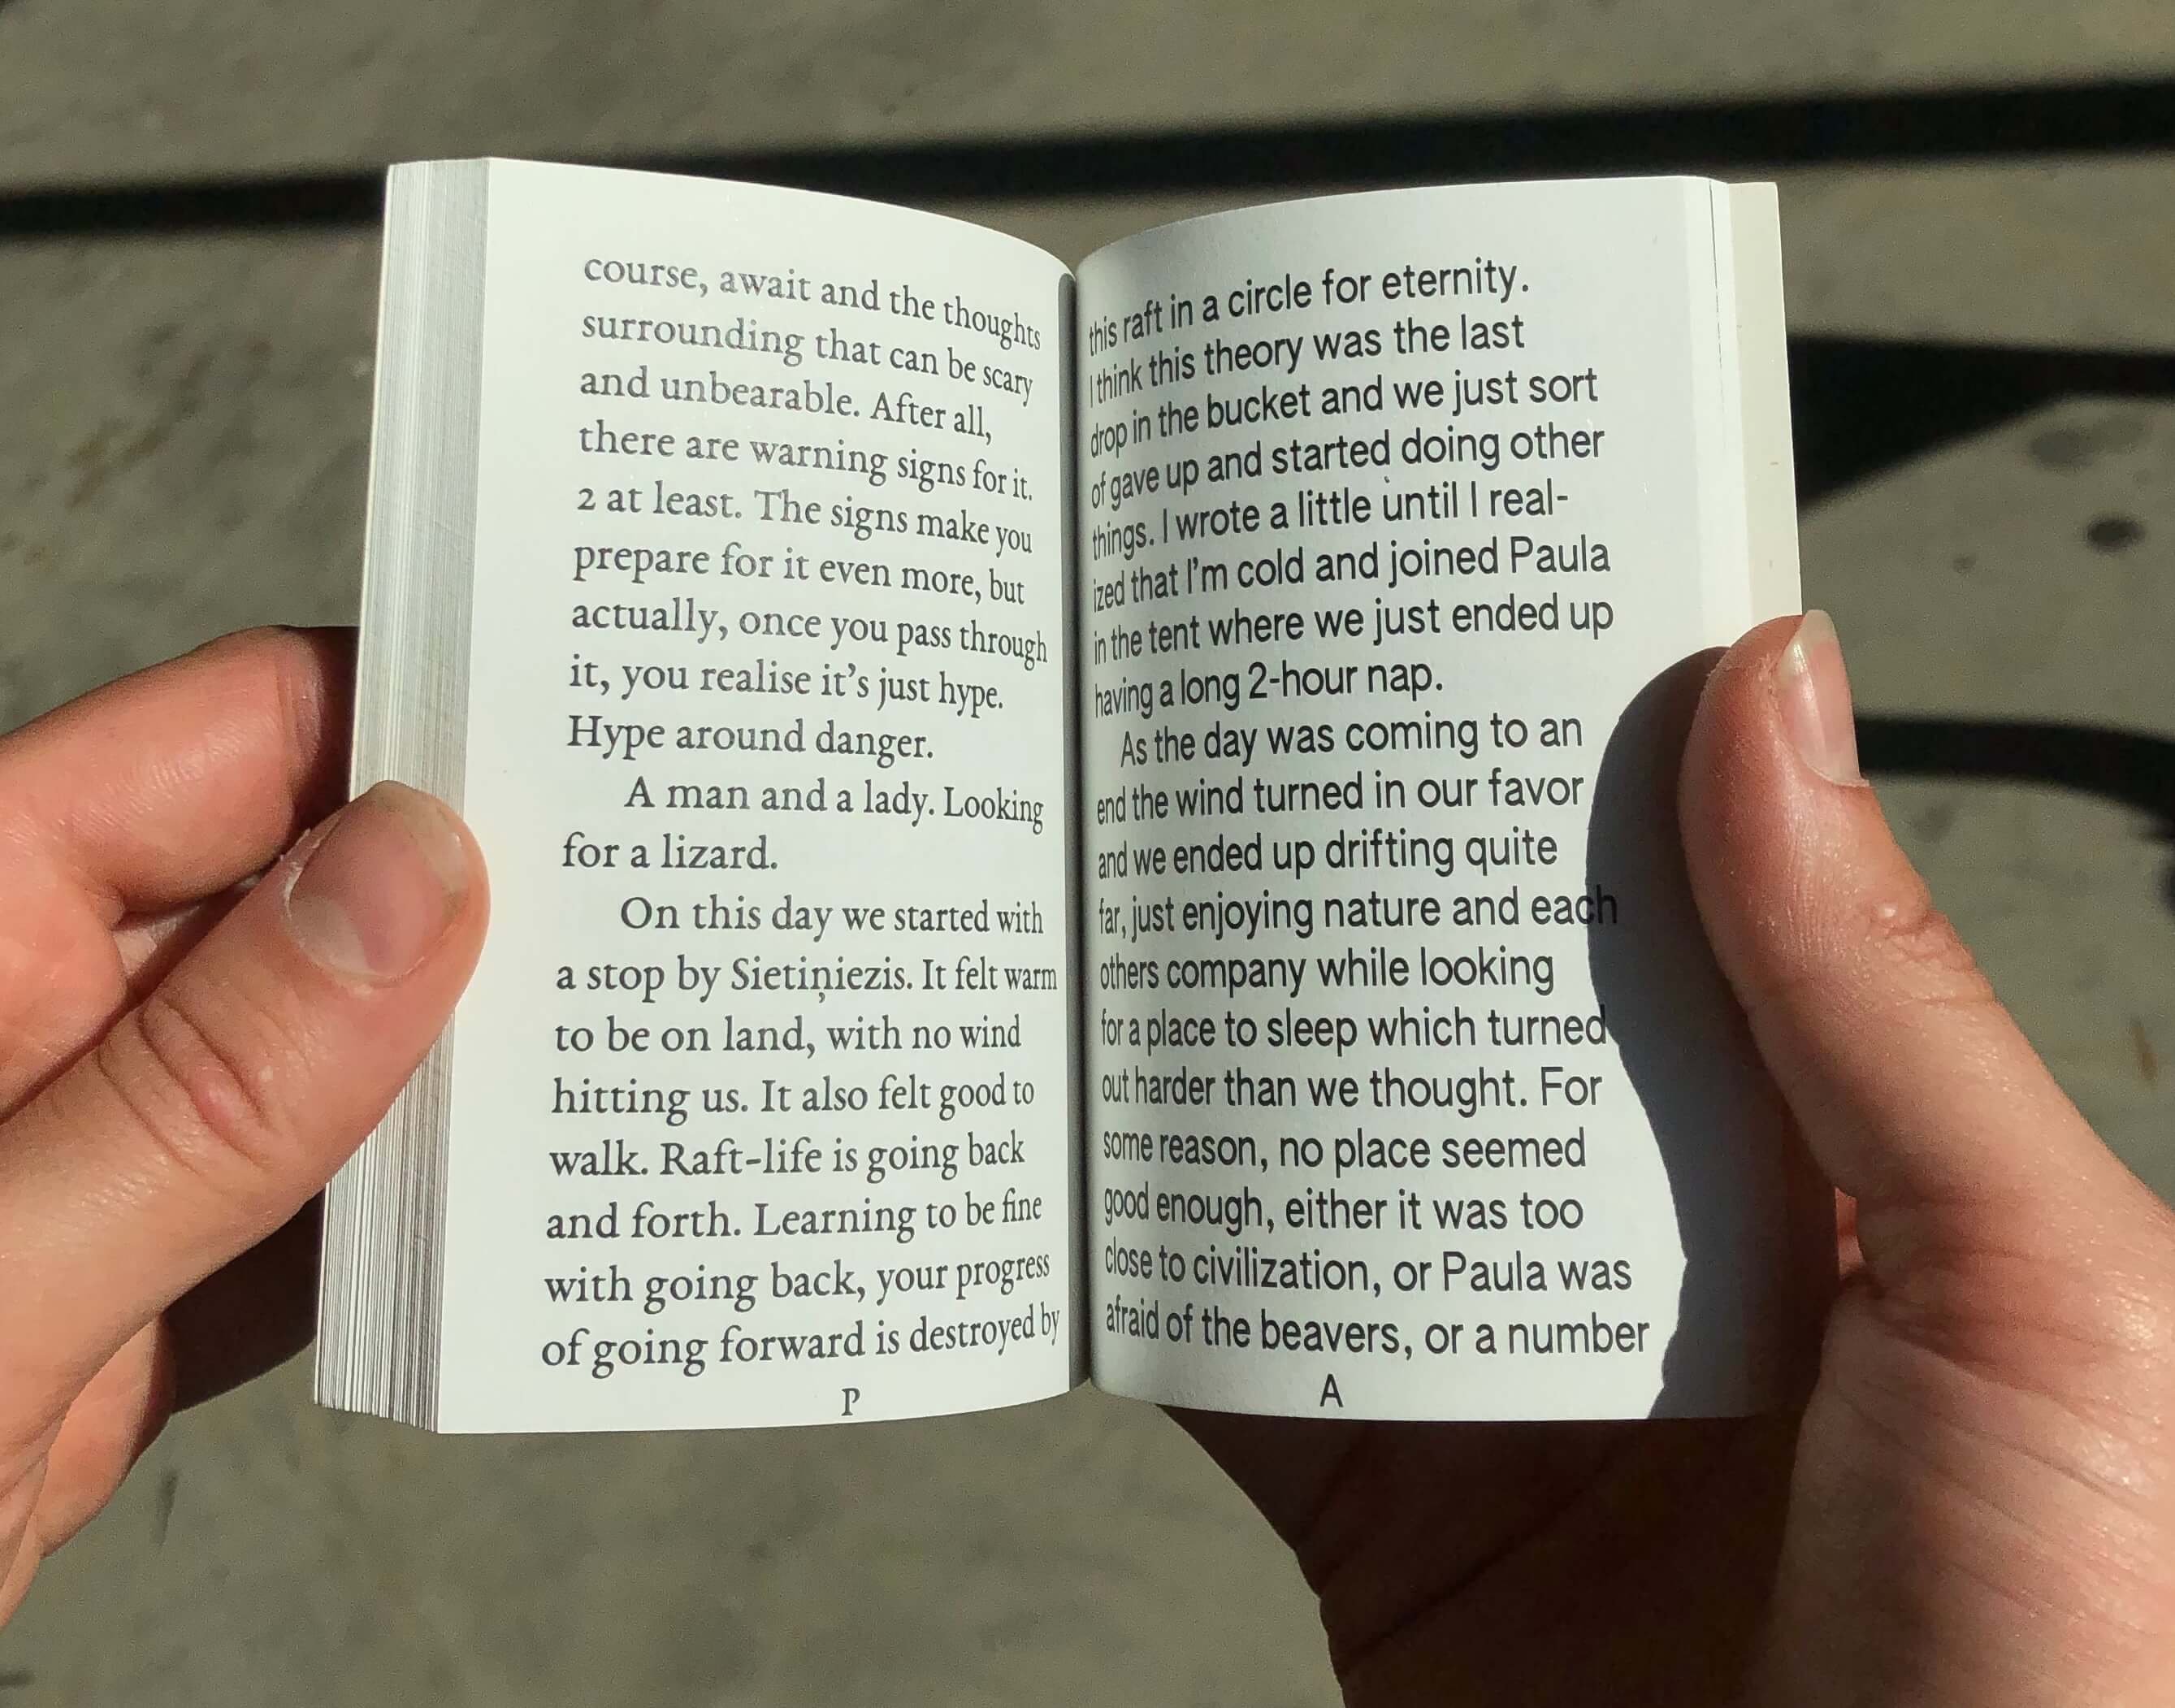 course, await and the thoughts
surrounding that can be scary
and unbearable. After all,
there are warning signs for it.
2 at least. The signs make you
prepare for it even more, but
actually, once you pass through
it, you realise it's just hype.
Hype around danger.
A man and a lady. Looking
for a lizard.
On this day we started with
a stop by Sietiņiezis. It felt warm
to be on land, with no wind
hitting us. It also felt good to
walk. Raft-life is going back
and forth. Learning to be fine
with going back, your progress
of going forward is destroyed by
P
this raft in a circle for eternity.
I think this theory was the last
drop in the bucket and we just sort
of gave up and started doing other
things. I wrote a little until I real-
ized that I'm cold and joined Paula
in the tent where we just ended up
having a long 2-hour nap.
As the day was coming to an
end the wind turned in our favor
and we ended up drifting quite
far, just enjoying nature and each
others company while looking
for a place to sleep which turned
out harder than we thought. For
some reason, no place seemed
good enough, either it was too
close to civilization, or Paula was
afraid of the beavers, or a number
A